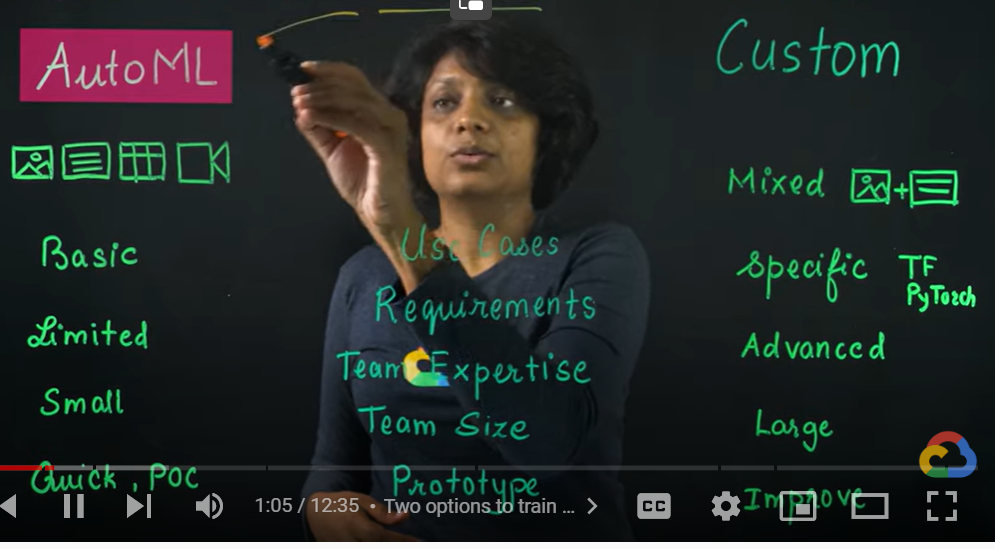 AutoML
Custom
Mixed +
Basic
Use Cases
Specific TF
PyTorch
Requirements
Limited
Advanced
Team Expertise
Small
Team Size
Large
Quick, POC
Prototype
Improve
1:05 / 12:35 • Two options to train ...
CC